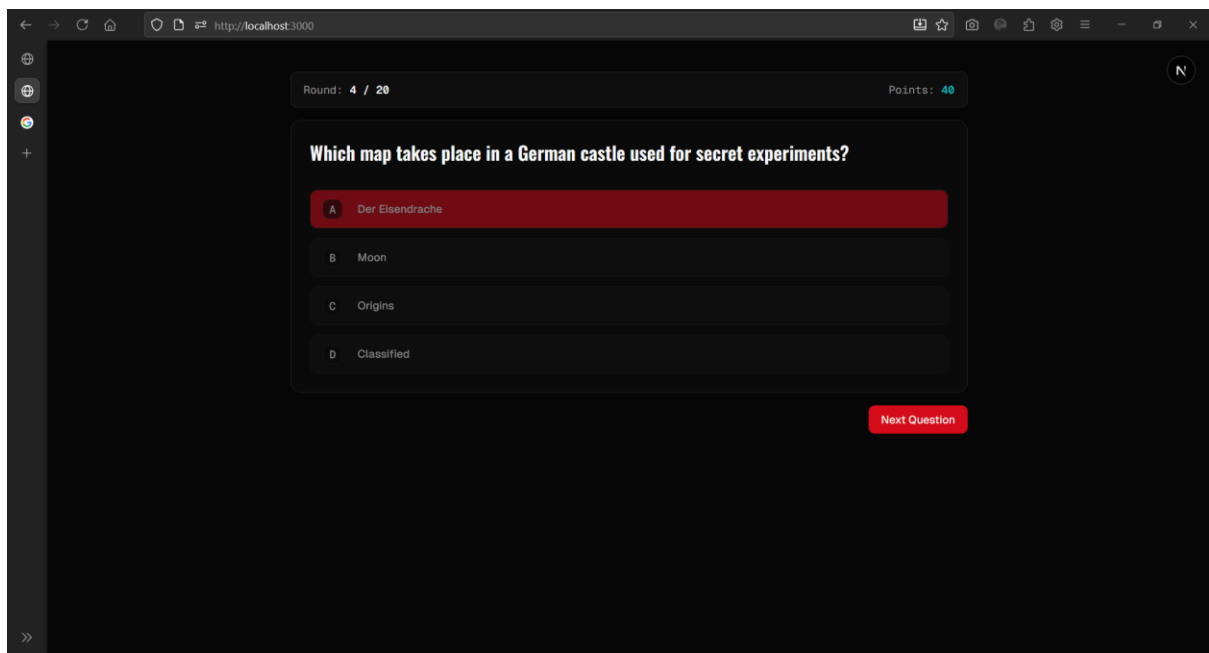 http://localhost:3000
N
Round: 4 / 20 Points: 40
Which map takes place in a German castle used for secret experiments?
A Der Eisendrache
B Moon
C Origins
D Classified
Next Question